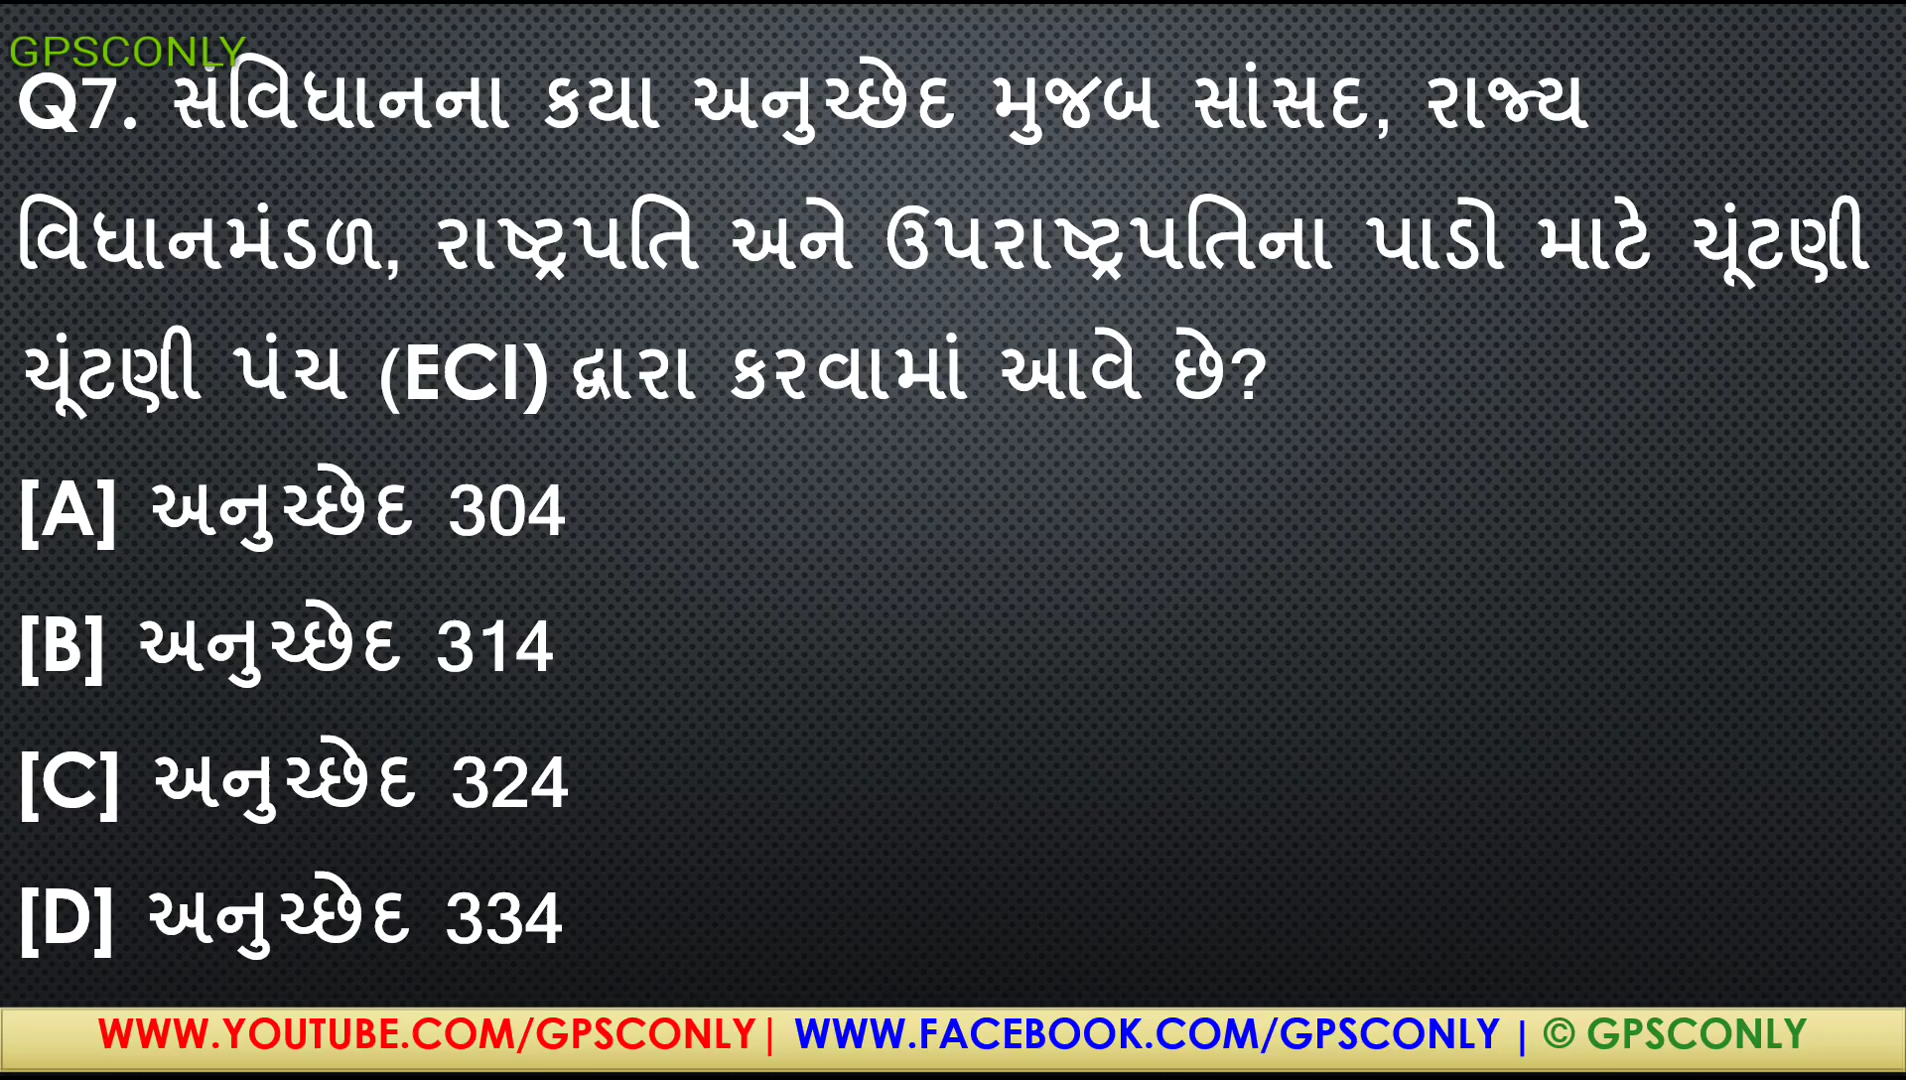 GPSCONLY
Q7. સંવિધાનના કયા અનુચ્છેદ મુજબ સાંસદ, રાજ્ય
વિધાનમંડળ, રાષ્ટ્રપતિ અને ઉપરાષ્ટ્રપતિના પાડો માટે ચૂંટણી
ચૂંટણી પંચ (ECI) દ્વારા કરવામાં આવે છે?
[A] અનુચ્છેદ 304
[B] અનુચ્છેદ 314
[C] અનુચ્છેદ 324
[D] અનુચ્છેદ 334
WWW.YOUTUBE.COM/GPSCONLY| WWW.FACEBOOK.COM/GPSCONLY | © GPSCONLY